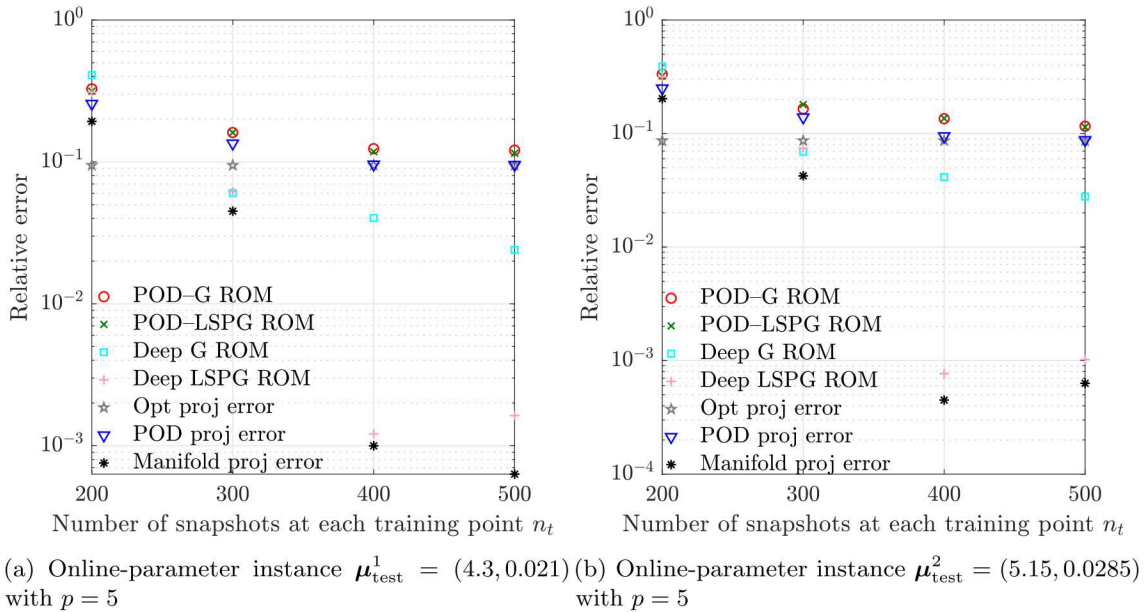 10^0
10^{-1}
10^{-2}
10^{-3}
Relative error
POD–G ROM
POD–LSPG ROM
Deep G ROM
Deep LSPG ROM
Opt proj error
POD proj error
Manifold proj error
200 300 400 500
Number of snapshots at each training point n_t
(a) Online-parameter instance μ^1_test = (4.3, 0.021)
with p = 5
10^0
10^{-1}
10^{-2}
10^{-3}
10^{-4}
Relative error
POD–G ROM
POD–LSPG ROM
Deep G ROM
Deep LSPG ROM
Opt proj error
POD proj error
Manifold proj error
200 300 400 500
Number of snapshots at each training point n_t
(b) Online-parameter instance μ^2_test = (5.15, 0.0285)
with p = 5